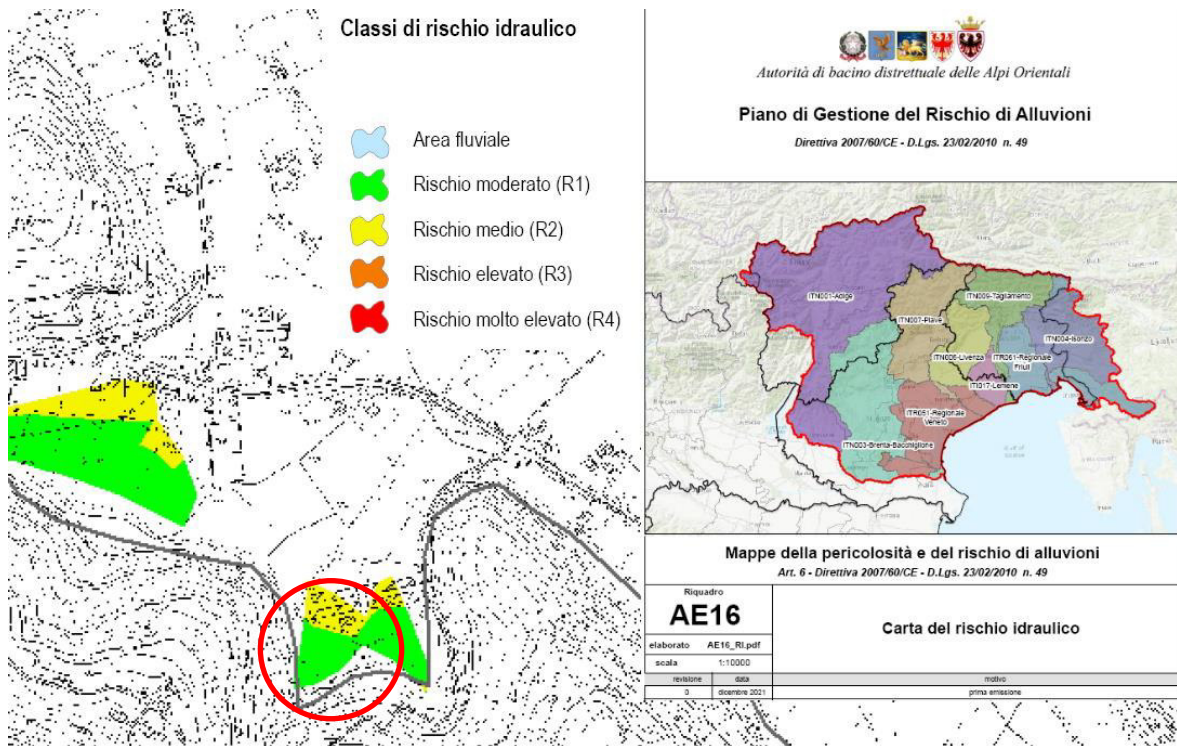 Classi di rischio idraulico
Area fluviale
Rischio moderato (R1)
Rischio medio (R2)
Rischio elevato (R3)
Rischio molto elevato (R4)
Autorità di bacino distrettuale delle Alpi Orientali
Piano di Gestione del Rischio di Alluvioni
Direttiva 2007/60/CE - D.Lgs. 23/02/2010 n. 49
ITN001-Adige
ITN009-Tagliamento
ITN007-Piave
ITN004-Isonzo
ITN006-Livenza
ITR061-Regionale
Friuli
ITI017-Lemene
ITR051-Regionale
Veneto
ITN003-Brenta-Bacchiglione
Mappe della pericolosità e del rischio di alluvioni
Art. 6 - Direttiva 2007/60/CE - D.Lgs. 23/02/2010 n. 49
Riquadro
AE16
Carta del rischio idraulico
elaborato AE16_RI.pdf
scala 1:10000
revisione data motivo
0 dicembre 2021 prima emissione